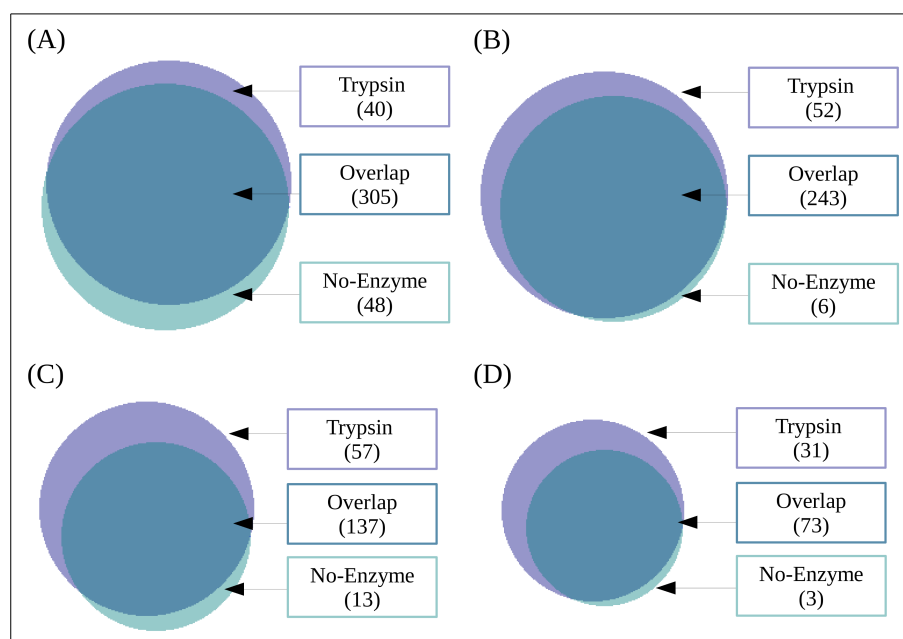 (A)
Trypsin
(40)
Overlap
(305)
No-Enzyme
(48)
(B)
Trypsin
(52)
Overlap
(243)
No-Enzyme
(6)
(C)
Trypsin
(57)
Overlap
(137)
No-Enzyme
(13)
(D)
Trypsin
(31)
Overlap
(73)
No-Enzyme
(3)